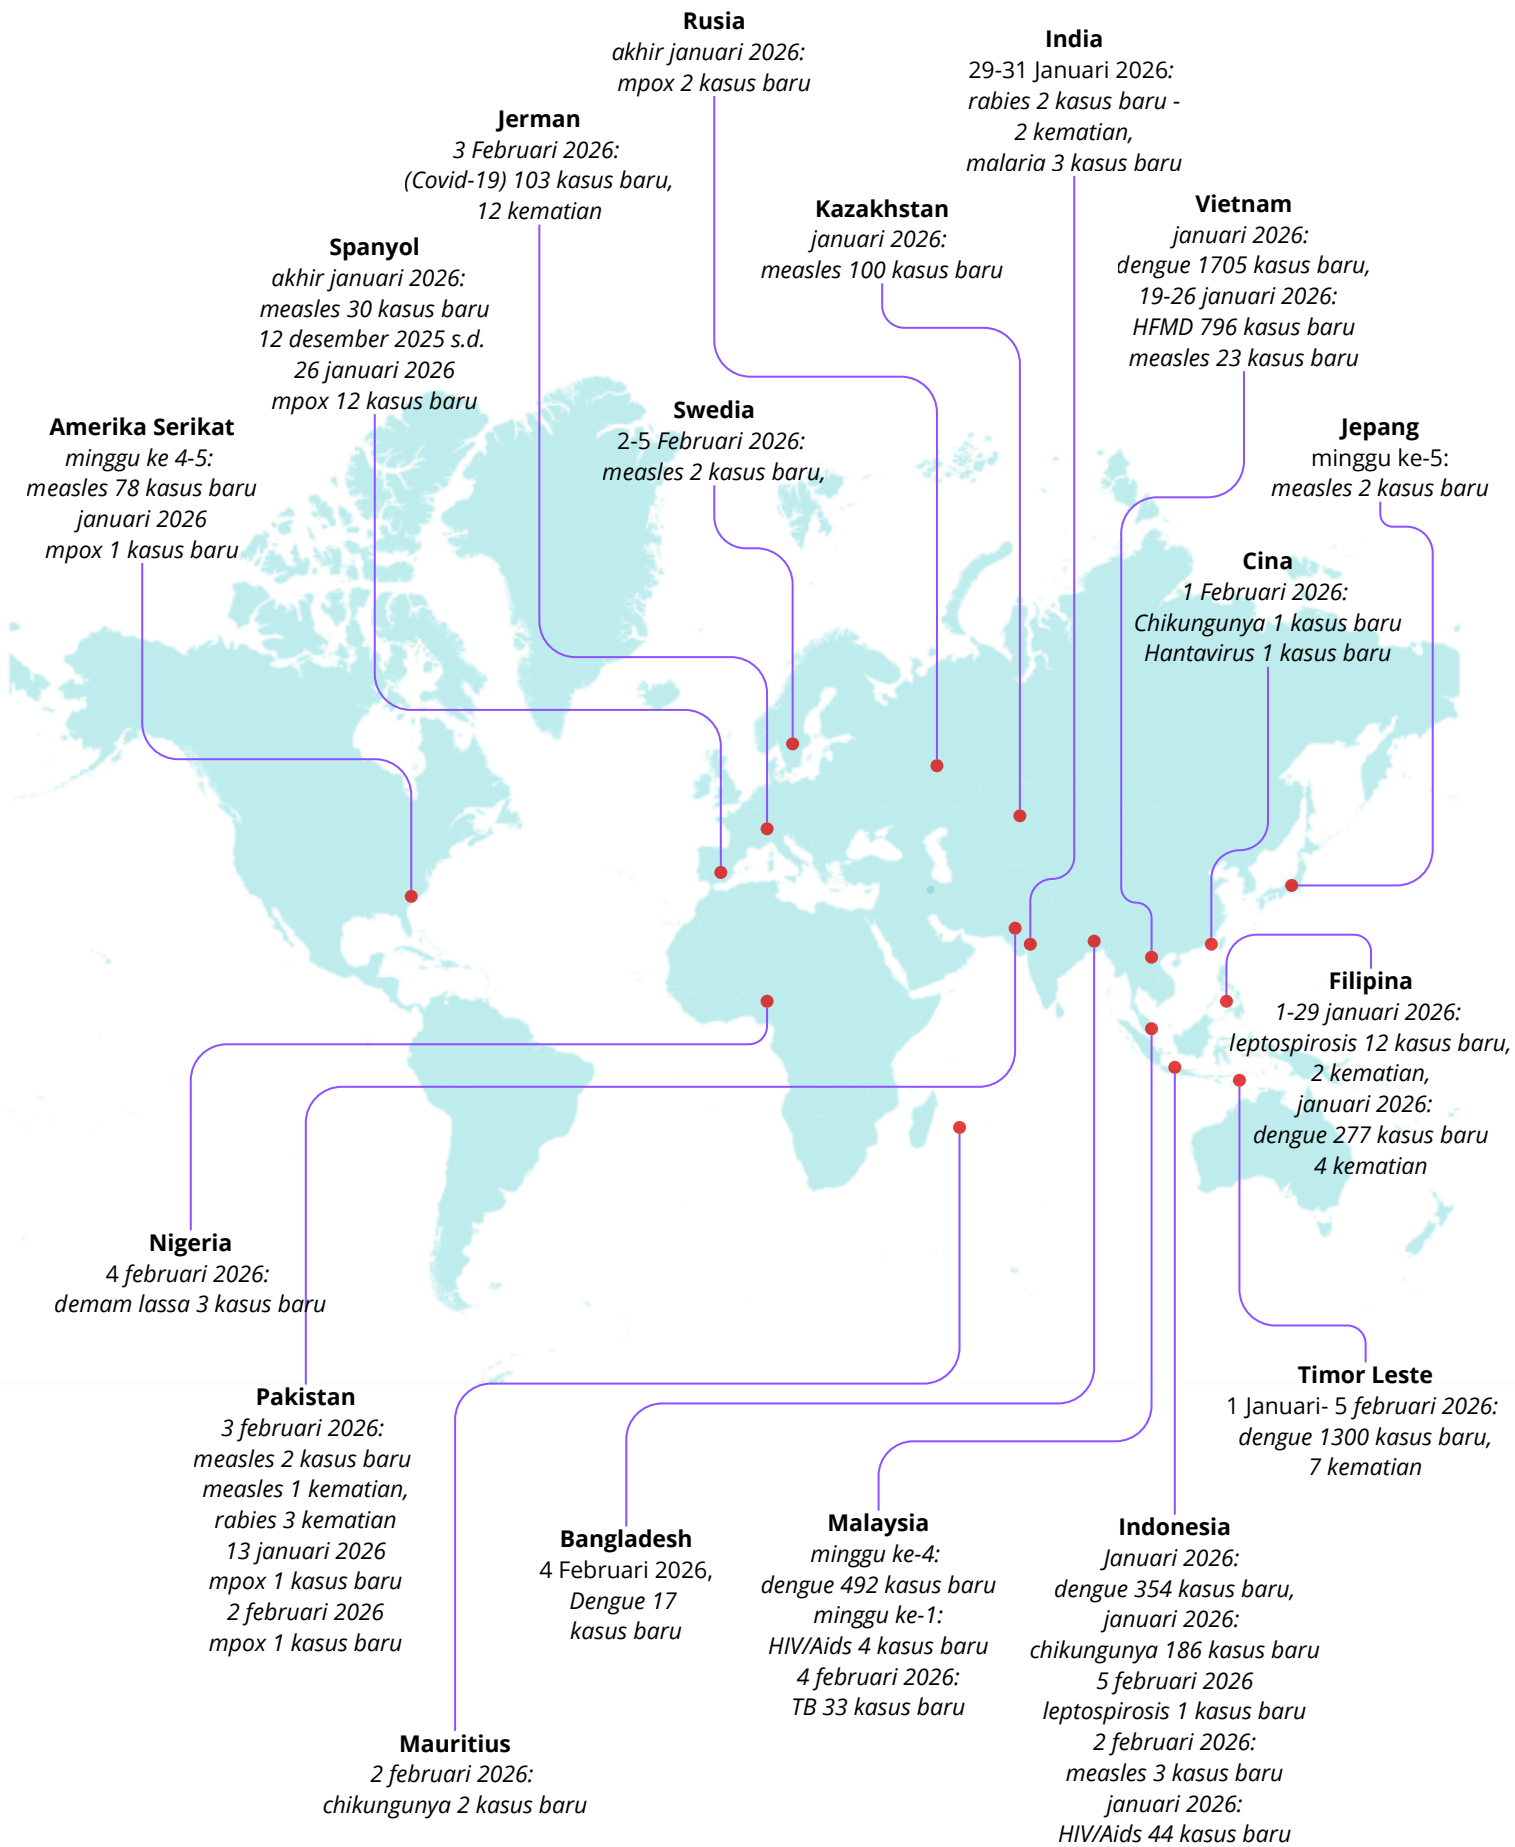 Rusia
akhir januari 2026:
mpox 2 kasus baru
India
29-31 Januari 2026:
rabies 2 kasus baru -
2 kematian,
malaria 3 kasus baru
Jerman
3 Februari 2026:
(Covid-19) 103 kasus baru,
12 kematian
Kazakhstan
januari 2026:
measles 100 kasus baru
Vietnam
januari 2026:
dengue 1705 kasus baru,
19-26 januari 2026:
HFMD 796 kasus baru
measles 23 kasus baru
Spanyol
akhir januari 2026:
measles 30 kasus baru
12 desember 2025 s.d.
26 januari 2026
mpox 12 kasus baru
Amerika Serikat
minggu ke 4-5:
measles 78 kasus baru
januari 2026
mpox 1 kasus baru
Swedia
2-5 Februari 2026:
measles 2 kasus baru,
Jepang
minggu ke-5:
measles 2 kasus baru
Cina
1 Februari 2026:
Chikungunya 1 kasus baru
Hantavirus 1 kasus baru
Filipina
1-29 januari 2026:
leptospirosis 12 kasus baru,
2 kematian,
januari 2026:
dengue 277 kasus baru
4 kematian
Nigeria
4 februari 2026:
demam lassa 3 kasus baru
Pakistan
3 februari 2026:
measles 2 kasus baru
measles 1 kematian,
rabies 3 kematian
13 januari 2026
mpox 1 kasus baru
2 februari 2026
mpox 1 kasus baru
Timor Leste
1 Januari- 5 februari 2026:
dengue 1300 kasus baru,
7 kematian
Bangladesh
4 Februari 2026,
Dengue 17
kasus baru
Malaysia
minggu ke-4:
dengue 492 kasus baru
minggu ke-1:
HIV/Aids 4 kasus baru
4 februari 2026:
TB 33 kasus baru
Indonesia
Januari 2026:
dengue 354 kasus baru,
januari 2026:
chikungunya 186 kasus baru
5 februari 2026
leptospirosis 1 kasus baru
2 februari 2026:
measles 3 kasus baru
januari 2026:
HIV/Aids 44 kasus baru
Mauritius
2 februari 2026:
chikungunya 2 kasus baru